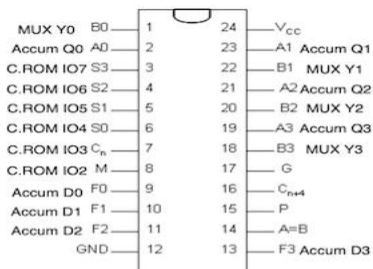 MUX Y0 B0 1 24 Vcc
Accum Q0 A0 2 23 A1 Accum Q1
C.ROM IO7 S3 3 22 B1 MUX Y1
C.ROM IO6 S2 4 21 A2 Accum Q2
C.ROM IO5 S1 5 20 B2 MUX Y2
C.ROM IO4 S0 6 19 A3 Accum Q3
C.ROM IO3 Cn 7 18 B3 MUX Y3
C.ROM IO2 M 8 17 G
Accum D0 F0 9 16 Cn+4
Accum D1 F1 10 15 P
Accum D2 F2 11 14 A=B
GND 12 13 F3 Accum D3